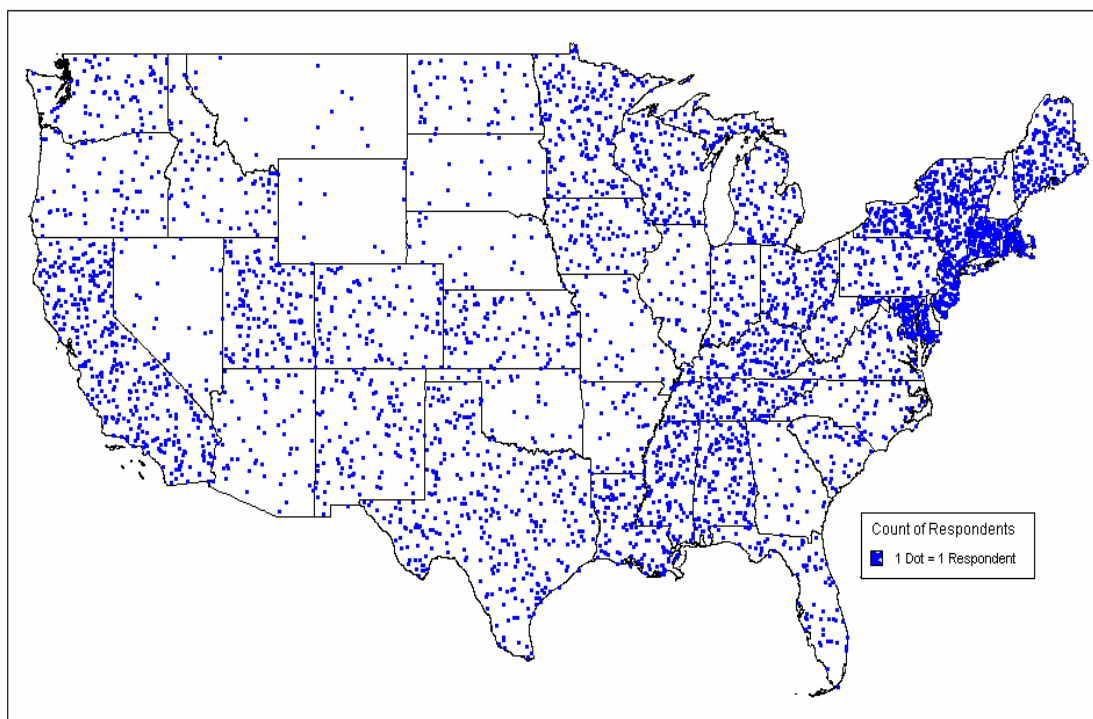 Count of Respondents
1 Dot = 1 Respondent